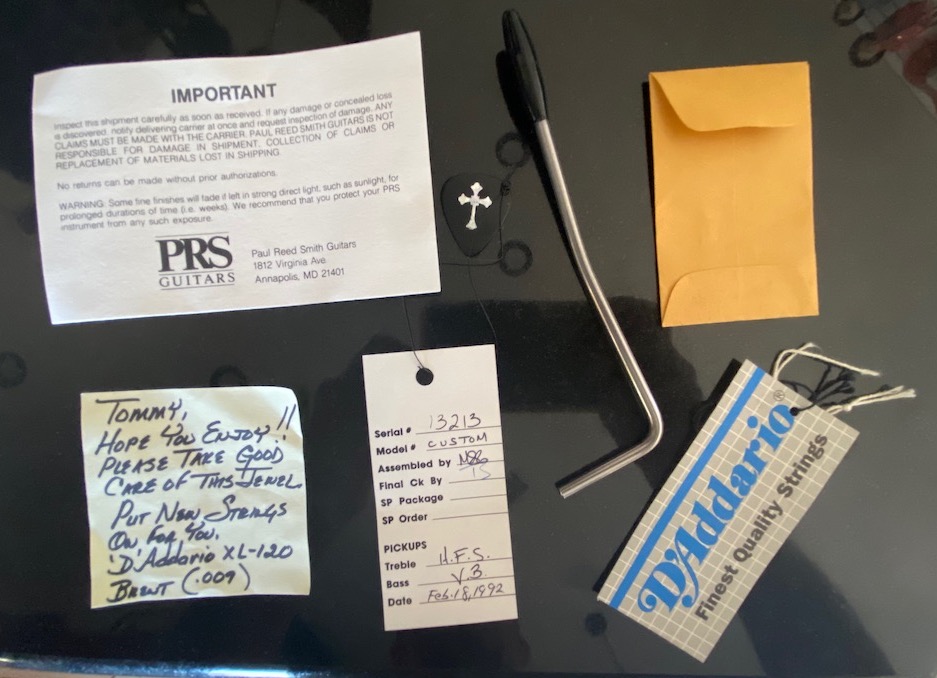 IMPORTANT
Inspect this shipment carefully as soon as received. If any damage or concealed loss
is discovered, notify delivering carrier at once and request inspection of damage. ANY
CLAIMS MUST BE MADE WITH THE CARRIER. PAUL REED SMITH GUITARS IS NOT
RESPONSIBLE FOR DAMAGE IN SHIPMENT, COLLECTION OF CLAIMS OR
REPLACEMENT OF MATERIALS LOST IN SHIPPING.
No returns can be made without prior authorizations.
WARNING: Some fine finishes will fade if left in strong direct light, such as sunlight, for
prolonged durations of time (i.e. weeks). We recommend that you protect your PRS
instrument from any such exposure.
PRS
GUITARS
Paul Reed Smith Guitars
1812 Virginia Ave
Annapolis, MD 21401
TOMMY,
HOPE YOU ENJOY!!
PLEASE TAKE GOOD
CARE OF THIS JEWEL
PUT NEW STRINGS
ON FOR YOU.
'D'Addario XL-120
BRENT (.009)
Serial # 13213
Model # CUSTOM
Assembled by
Final Ck By
SP Package
SP Order
PICKUPS
Treble H.F.S.
Bass V.B.
Date Feb. 18, 1992
D'Addario®
Finest Quality Strings